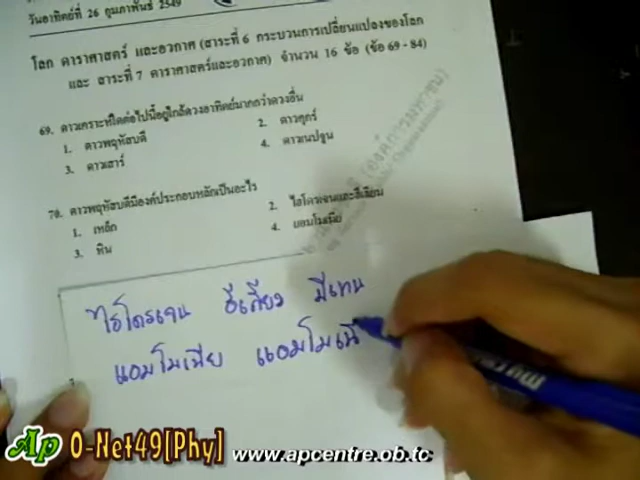 วันอาทิตย์ที่ 26 กุมภาพันธ์ 2549
โลก ดาราศาสตร์ และอวกาศ (สาระที่ 6 กระบวนการเปลี่ยนแปลงของโลก
และ สาระที่ 7 ดาราศาสตร์และอวกาศ) จำนวน 16 ข้อ (ข้อ 69 - 84)
69. ดาวเคราะห์ใดต่อไปนี้อยู่ใกล้ดวงอาทิตย์มากกว่าดวงอื่น
1. ดาวพฤหัสบดี 2. ดาวศุกร์
3. ดาวเสาร์ 4. ดาวเนปจูน
70. ดาวพฤหัสบดีมีองค์ประกอบหลักเป็นอะไร
1. เหล็ก 2. ไฮโดรเจนและฮีเลียม
3. หิน 4. แอมโมเนีย
ไฮโดรเจน ฮีเลียม มีเทน
แอมโมเนีย แอมโมเนี
(องค์การมหาชน)
Ap O-Net49[Phy] www.apcentre.ob.tc